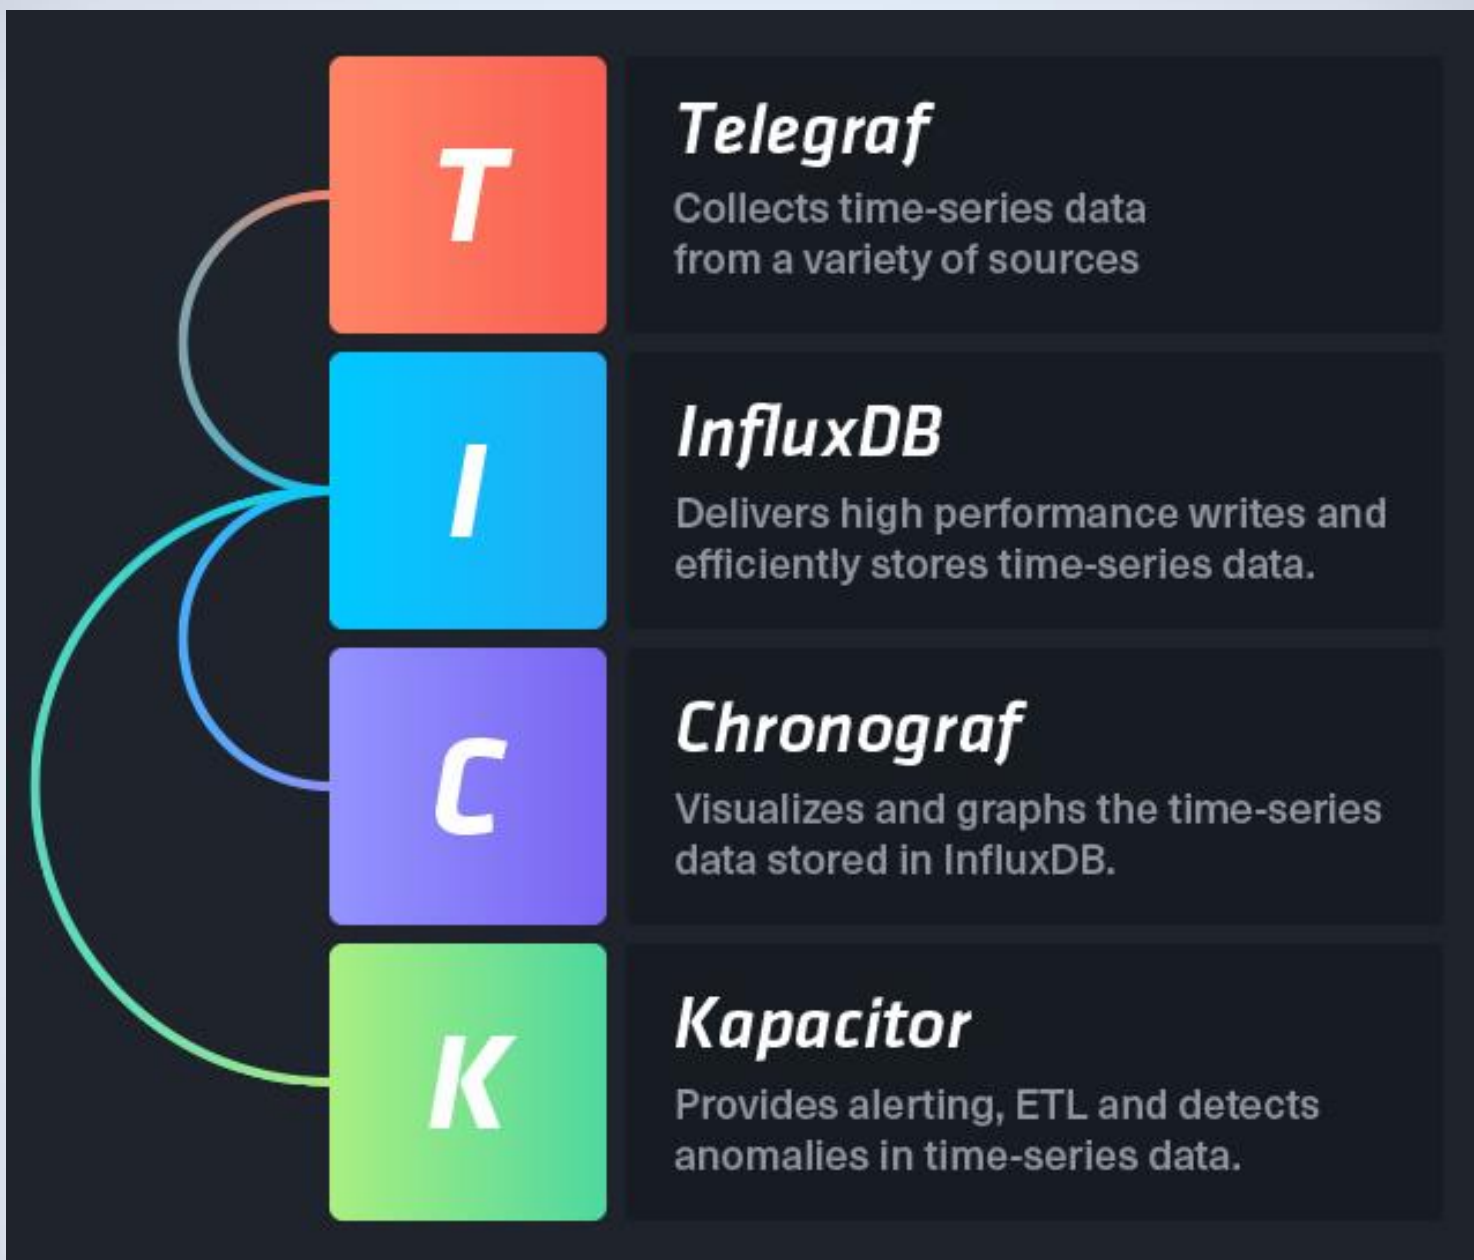 T
Telegraf
Collects time-series data
from a variety of sources
I
InfluxDB
Delivers high performance writes and
efficiently stores time-series data.
C
Chronograf
Visualizes and graphs the time-series
data stored in InfluxDB.
K
Kapacitor
Provides alerting, ETL and detects
anomalies in time-series data.